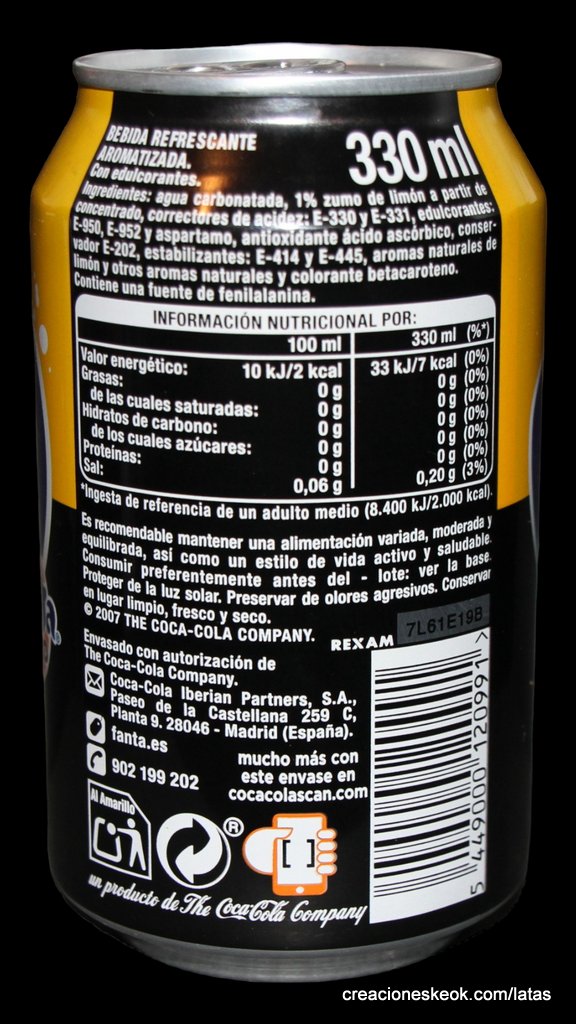 BEBIDA REFRESCANTE
AROMATIZADA.
Con edulcorantes.
330 ml
Ingredientes: agua carbonatada, 1% zumo de limón a partir de
concentrado, correctores de acidez: E-330 y E-331, edulcorantes:
E-950, E-952 y aspartamo, antioxidante ácido ascórbico, conser-
vador E-202, estabilizantes: E-414 y E-445, aromas naturales de
limón y otros aromas naturales y colorante betacaroteno.
Contiene una fuente de fenilalanina.
INFORMACIÓN NUTRICIONAL POR:
100 ml 330 ml (%*)
Valor energético: 10 kJ/2 kcal 33 kJ/7 kcal (0%)
Grasas: 0 g 0 g (0%)
de las cuales saturadas: 0 g 0 g (0%)
Hidratos de carbono: 0 g 0 g (0%)
de los cuales azúcares: 0 g 0 g (0%)
Proteínas: 0 g 0 g (0%)
Sal: 0,06 g 0,20 g (3%)
*Ingesta de referencia de un adulto medio (8.400 kJ/2.000 kcal).
Es recomendable mantener una alimentación variada, moderada y
equilibrada, así como un estilo de vida activo y saludable.
Consumir preferentemente antes del - lote: ver la base.
Proteger de la luz solar. Preservar de olores agresivos. Conservar
en lugar limpio, fresco y seco.
© 2007 THE COCA-COLA COMPANY.
REXAM 7L61E19B
Envasado con autorización de
The Coca-Cola Company.
Coca-Cola Iberian Partners, S.A.,
Paseo de la Castellana 259 C,
Planta 9. 28046 - Madrid (España).
fanta.es
902 199 202
mucho más con
este envase en
cocacolascan.com
Al Amarillo
®
[ ]
un producto de The Coca-Cola Company
5 449000 120991 >
a®
creacioneskeok.com/latas